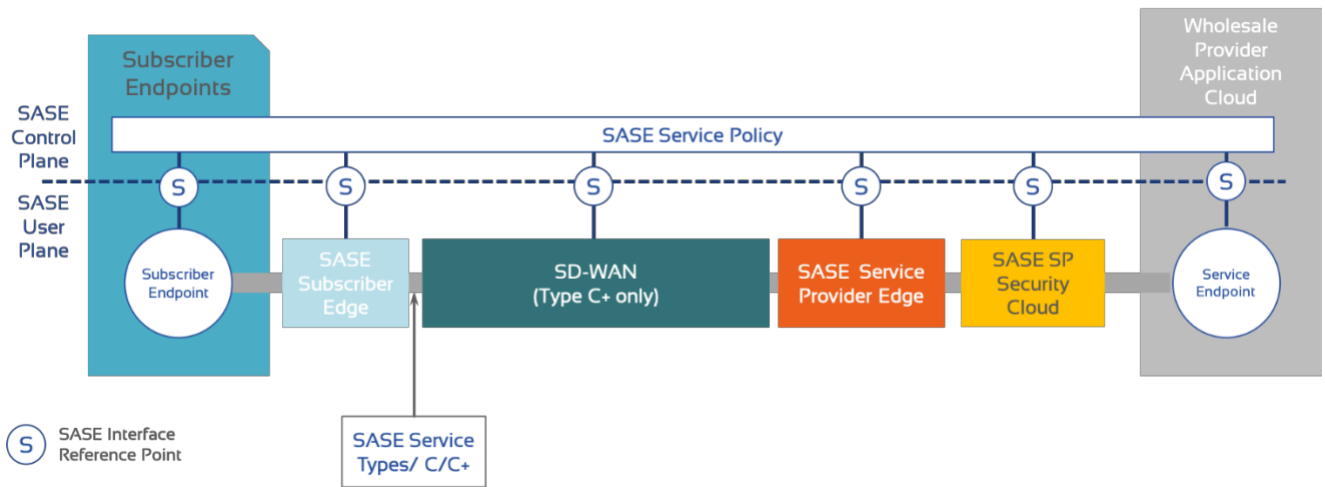 Subscriber
Endpoints
Wholesale
Provider
Application
Cloud
SASE
Control
Plane
SASE Service Policy
S
S
S
S
S
S
SASE
User
Plane
Subscriber
Endpoint
SASE
Subscriber
Edge
SD-WAN
(Type C+ only)
SASE Service
Provider Edge
SASE SP
Security
Cloud
Service
Endpoint
SASE Service
Types/ C/C+
S
SASE Interface
Reference Point